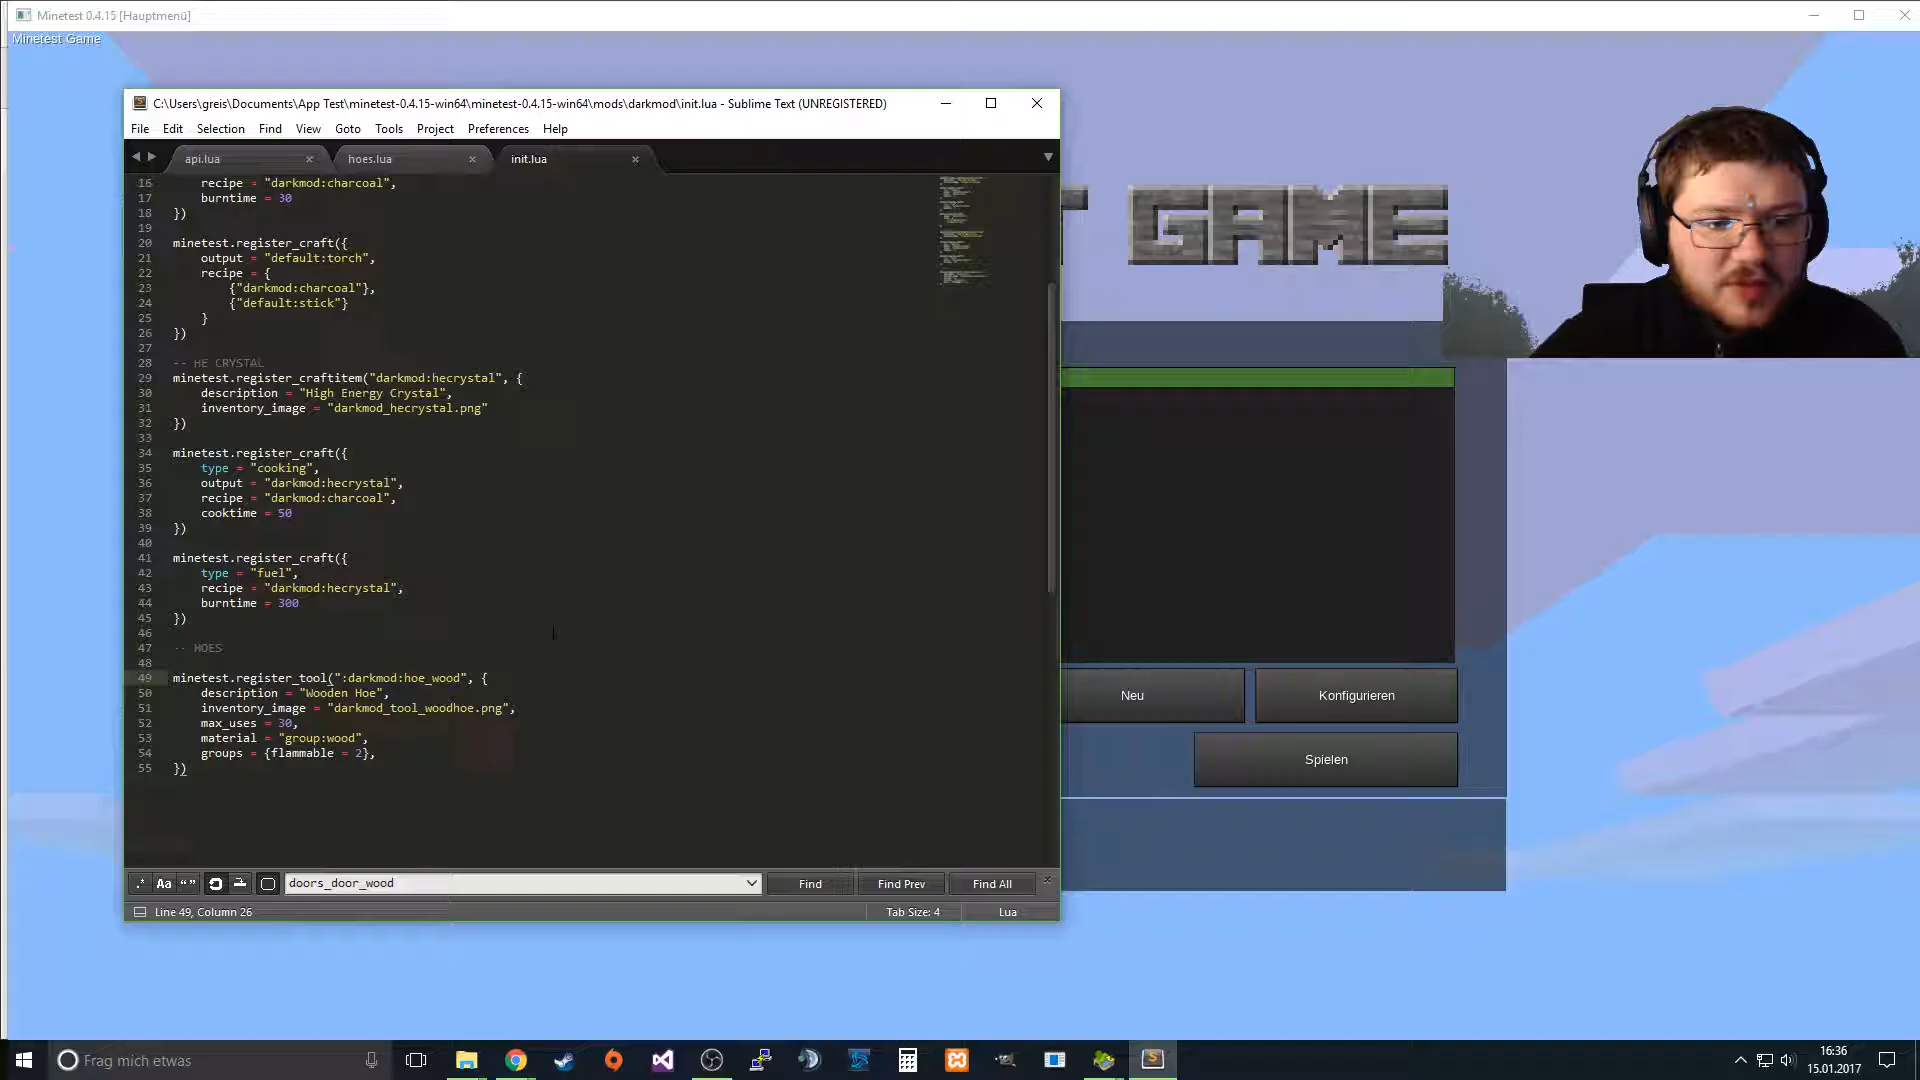 Minetest 0.4.15 [Hauptmenü]
Minetest Game
C:\Users\greis\Documents\App Test\minetest-0.4.15-win64\minetest-0.4.15-win64\mods\darkmod\init.lua - Sublime Text (UNREGISTERED)
File Edit Selection Find View Goto Tools Project Preferences Help
api.lua hoes.lua init.lua
16 recipe = "darkmod:charcoal",
17 burntime = 30
18 })
19
20 minetest.register_craft({
21 output = "default:torch",
22 recipe = {
23 {"darkmod:charcoal"},
24 {"default:stick"}
25 }
26 })
27
28 -- HE CRYSTAL
29 minetest.register_craftitem("darkmod:hecrystal", {
30 description = "High Energy Crystal",
31 inventory_image = "darkmod_hecrystal.png"
32 })
33
34 minetest.register_craft({
35 type = "cooking",
36 output = "darkmod:hecrystal",
37 recipe = "darkmod:charcoal",
38 cooktime = 50
39 })
40
41 minetest.register_craft({
42 type = "fuel",
43 recipe = "darkmod:hecrystal",
44 burntime = 300
45 })
46
47 -- HOES
48
49 minetest.register_tool(":darkmod:hoe_wood", {
50 description = "Wooden Hoe",
51 inventory_image = "darkmod_tool_woodhoe.png",
52 max_uses = 30,
53 material = "group:wood",
54 groups = {flammable = 2},
55 })
.* Aa “” doors_door_wood Find Find Prev Find All
Line 49, Column 26 Tab Size: 4 Lua
GAME
Neu Konfigurieren
Spielen
Frag mich etwas
16:36
15.01.2017